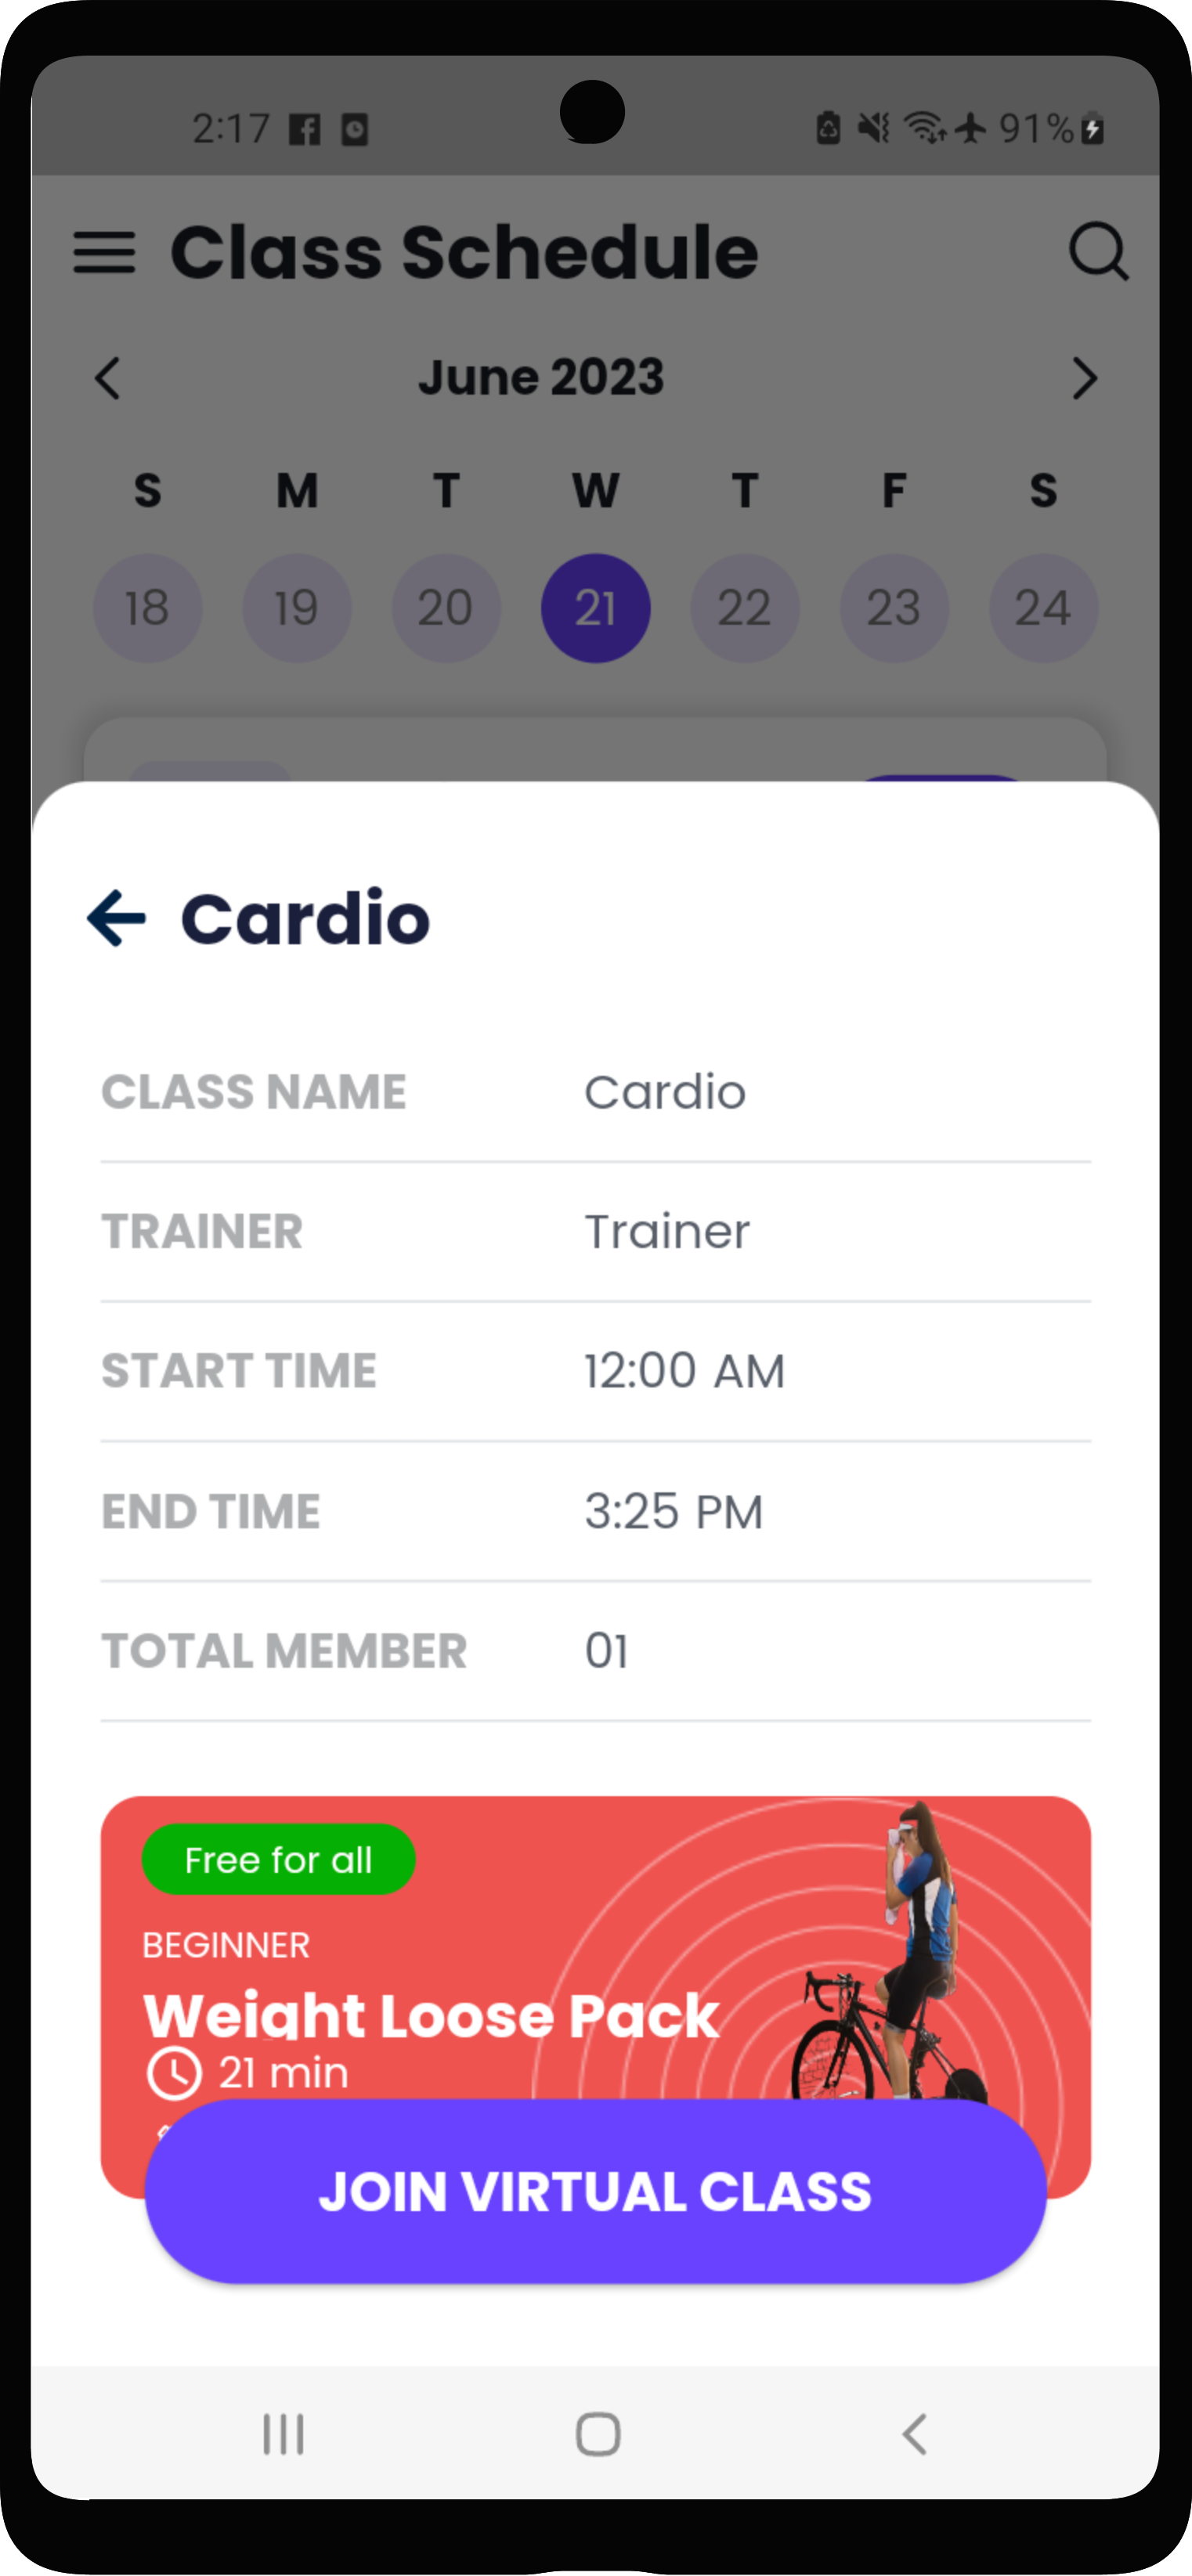 2:17 91%
Class Schedule
June 2023
S M T W T F S
18 19 20 21 22 23 24
Cardio
CLASS NAME Cardio
TRAINER Trainer
START TIME 12:00 AM
END TIME 3:25 PM
TOTAL MEMBER 01
Free for all
BEGINNER
Weight Loose Pack
21 min
JOIN VIRTUAL CLASS